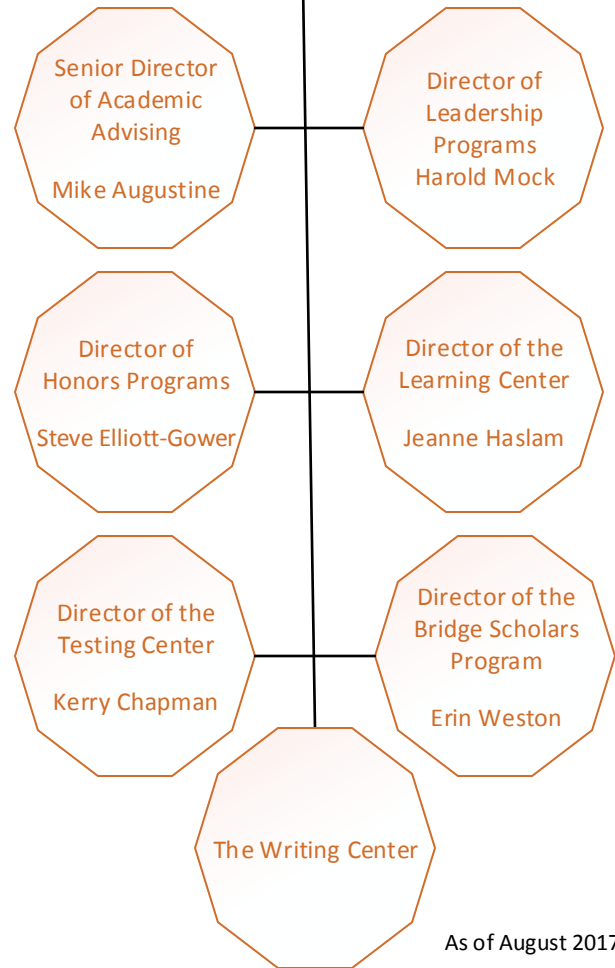 Senior Director
of Academic
Advising
Mike Augustine
Director of
Leadership
Programs
Harold Mock
Director of
Honors Programs
Steve Elliott-Gower
Director of the
Learning Center
Jeanne Haslam
Director of the
Testing Center
Kerry Chapman
Director of the
Bridge Scholars
Program
Erin Weston
The Writing Center
As of August 2017